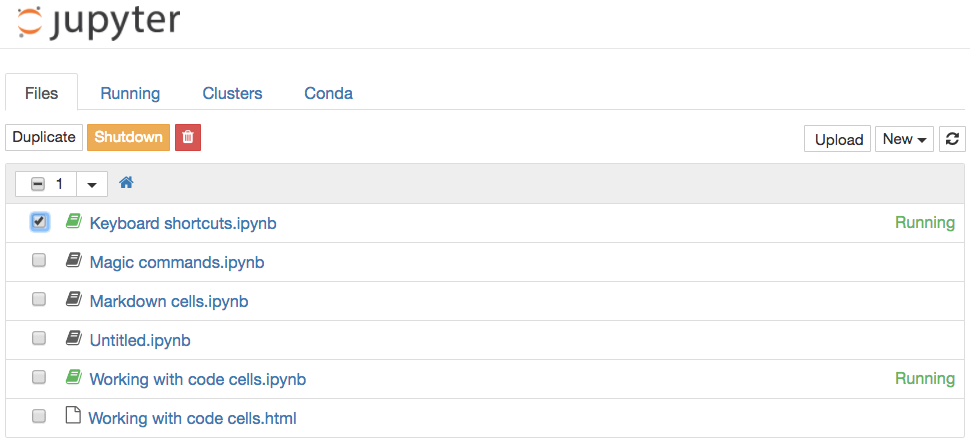 jupyter
Files Running Clusters Conda
Duplicate Shutdown Upload New
1
Keyboard shortcuts.ipynb Running
Magic commands.ipynb
Markdown cells.ipynb
Untitled.ipynb
Working with code cells.ipynb Running
Working with code cells.html